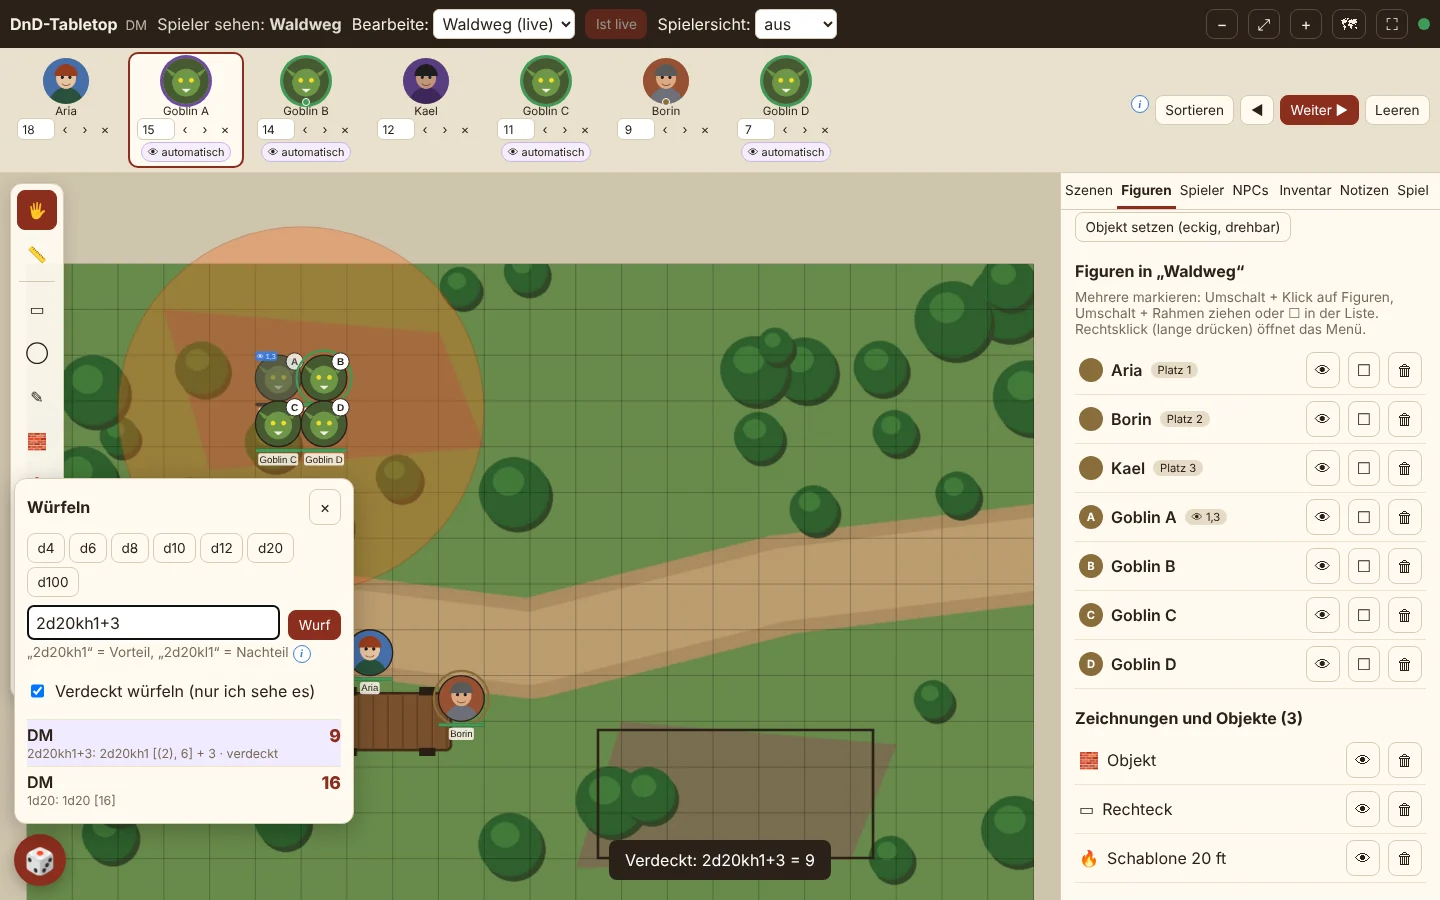 DnD-Tabletop DM Spieler sehen: Waldweg Bearbeite: Waldweg (live) Ist live Spielersicht: aus
Aria
18
Goblin A
15
automatisch
Goblin B
14
automatisch
Kael
12
Goblin C
11
automatisch
Borin
9
Goblin D
7
automatisch
Sortieren
Weiter
Leeren
Szenen Figuren Spieler NPCs Inventar Notizen Spiel
Objekt setzen (eckig, drehbar)
Figuren in „Waldweg“
Mehrere markieren: Umschalt + Klick auf Figuren,
Umschalt + Rahmen ziehen oder ☐ in der Liste.
Rechtsklick (lange drücken) öffnet das Menü.
Aria Platz 1
Borin Platz 2
Kael Platz 3
A Goblin A 1,3
B Goblin B
C Goblin C
D Goblin D
Zeichnungen und Objekte (3)
Objekt
Rechteck
Schablone 20 ft
1,3
A
B
C
D
Goblin C Goblin D
Aria
Borin
Würfeln
d4 d6 d8 d10 d12 d20
d100
2d20kh1+3 Wurf
„2d20kh1“ = Vorteil, „2d20kl1“ = Nachteil i
Verdeckt würfeln (nur ich sehe es)
DM 9
2d20kh1+3: 2d20kh1 [(2), 6] + 3 · verdeckt
DM 16
1d20: 1d20 [16]
Verdeckt: 2d20kh1+3 = 9